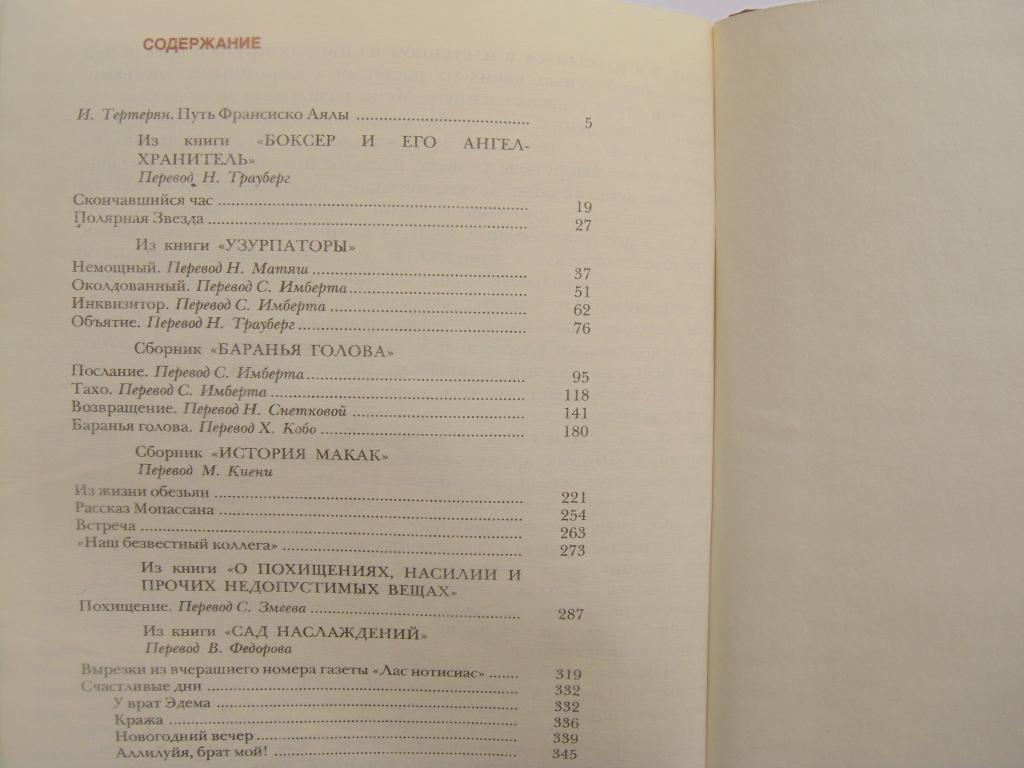 СОДЕРЖАНИЕ
И. Тертерян. Путь Франсиско Аялы 5
Из книги «БОКСЕР И ЕГО АНГЕЛ-
ХРАНИТЕЛЬ»
Перевод Н. Трауберг
Скончавшийся час 19
Полярная Звезда 27
Из книги «УЗУРПАТОРЫ»
Немощный. Перевод Н. Матяш 37
Околдованный. Перевод С. Имберта 51
Инквизитор. Перевод С. Имберта 62
Объятие. Перевод Н. Трауберг 76
Сборник «БАРАНЬЯ ГОЛОВА»
Послание. Перевод С. Имберта 95
Тахо. Перевод С. Имберта 118
Возвращение. Перевод Н. Снетковой 141
Баранья голова. Перевод Х. Кобо 180
Сборник «ИСТОРИЯ МАКАК»
Перевод М. Киени
Из жизни обезьян 221
Рассказ Мопассана 254
Встреча 263
«Наш безвестный коллега» 273
Из книги «О ПОХИЩЕНИЯХ, НАСИЛИИ И
ПРОЧИХ НЕДОПУСТИМЫХ ВЕЩАХ»
Похищение. Перевод С. Змеева 287
Из книги «САД НАСЛАЖДЕНИЙ»
Перевод В. Федорова
Вырезки из вчерашнего номера газеты «Лас нотисиас» 319
Счастливые дни 332
У врат Эдема 332
Кража 336
Новогодний вечер 339
Аллилуйя, брат мой! 345